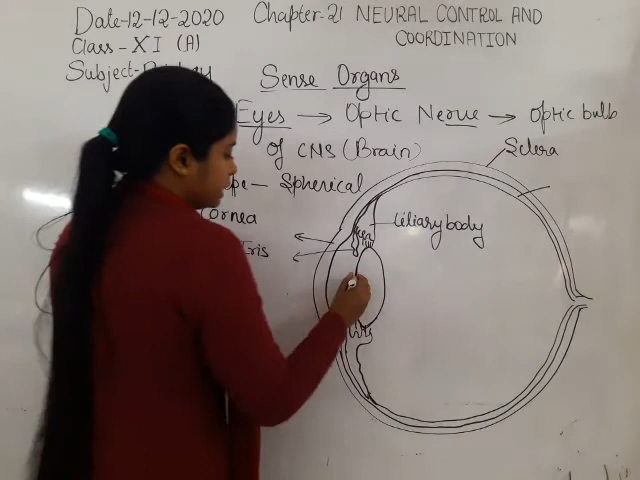 Date-12-12-2020 Chapter-21 NEURAL CONTROL AND
COORDINATION
Class-XI (A)
Subject-
Sense Organs
Eyes → Optic Nerve → Optic bulb
of CNS (Brain)
Sclera
Spherical
Cornea
Ciliary body
Iris